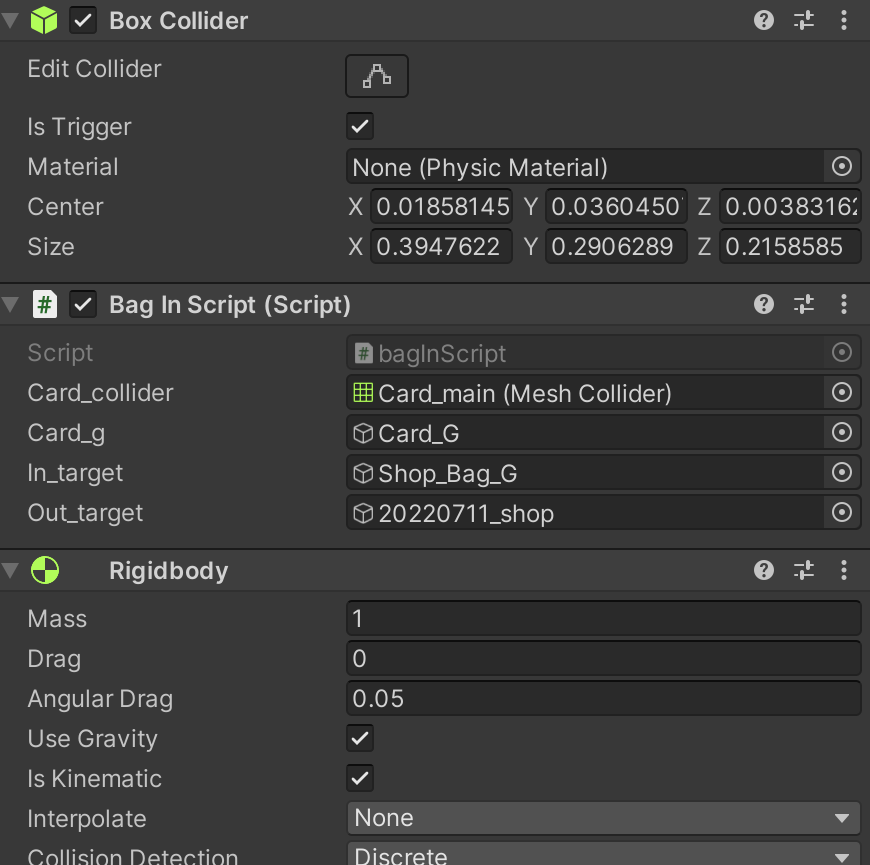 Box Collider
Edit Collider
Is Trigger
Material None (Physic Material)
Center X 0.01858145 Y 0.03604507 Z 0.00383162
Size X 0.3947622 Y 0.2906289 Z 0.2158585
# Bag In Script (Script)
Script # bagInScript
Card_collider Card_main (Mesh Collider)
Card_g Card_G
In_target Shop_Bag_G
Out_target 20220711_shop
Rigidbody
Mass 1
Drag 0
Angular Drag 0.05
Use Gravity
Is Kinematic
Interpolate None
Collision Detection Discrete